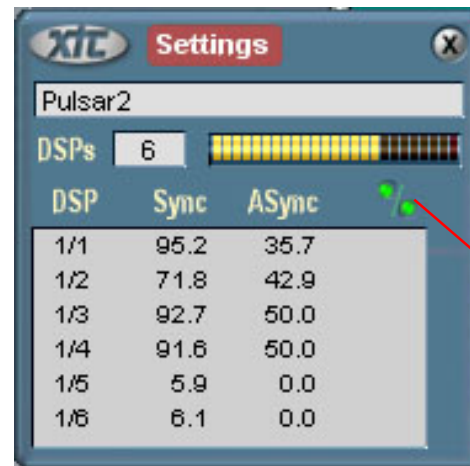 XTC Settings X
Pulsar2
DSPs 6
DSP Sync ASync %
1/1 95.2 35.7
1/2 71.8 42.9
1/3 92.7 50.0
1/4 91.6 50.0
1/5 5.9 0.0
1/6 6.1 0.0